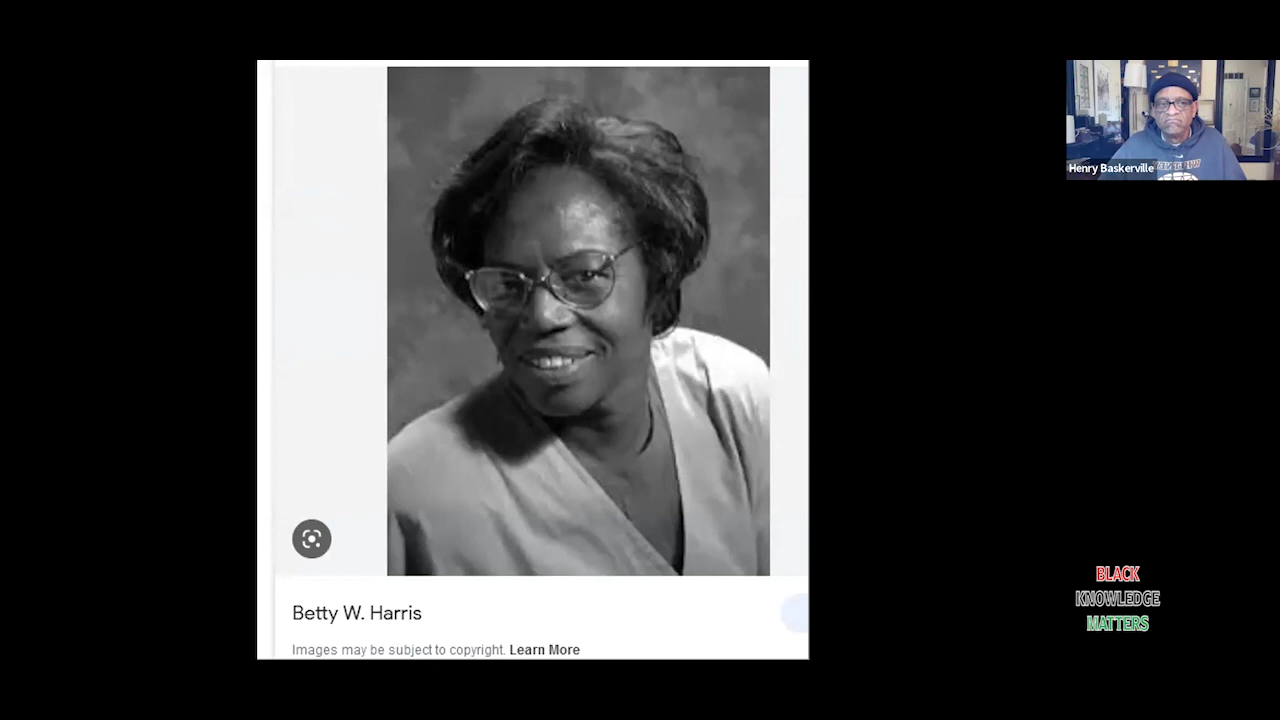 Henry Baskerville
Betty W. Harris
Images may be subject to copyright. Learn More
BLACK
KNOWLEDGE
MATTERS